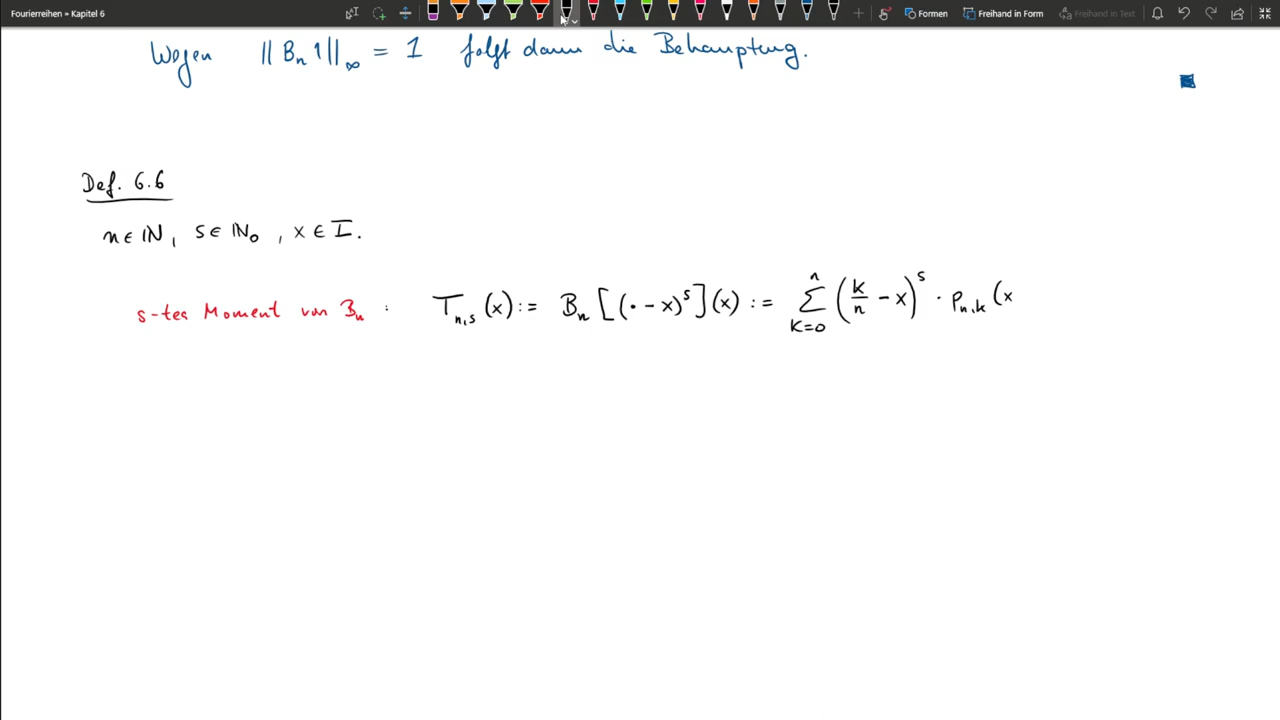 Fourierreihen » Kapitel 6
Formen
Freihand in Form
Freihand in Text
Wegen ||B_n 1||_∞ = 1 folgt dann die Behauptung.
Def. 6.6
n ∈ ℕ, s ∈ ℕ_0, x ∈ I.
s-tes Moment von B_n : T_{n,s}(x) := B_n[(· − x)^s](x) := ∑_{k=0}^{n} (k/n − x)^s · p_{n,k}(x